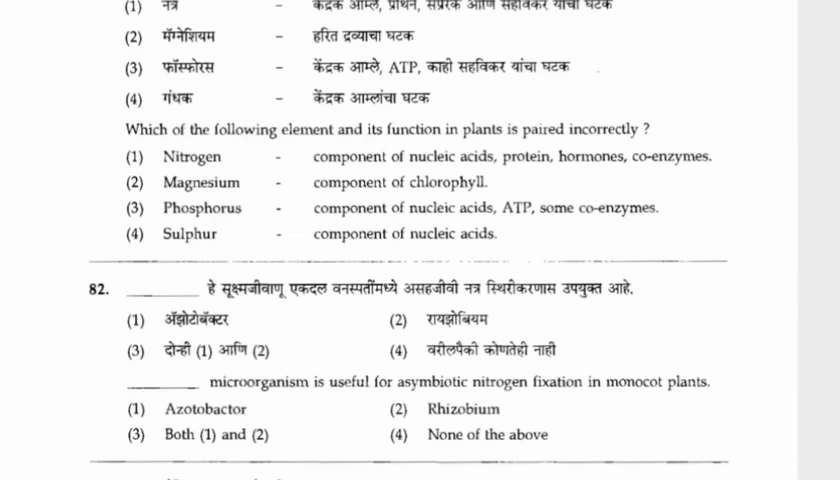 (1) नत्र - केंद्रक आम्ले, प्रथिने, संप्रेरके आणि सहविकर यांचा घटक
(2) मॅग्नेशियम - हरित द्रव्याचा घटक
(3) फॉस्फोरस - केंद्रक आम्ले, ATP, काही सहविकर यांचा घटक
(4) गंधक - केंद्रक आम्लांचा घटक
Which of the following element and its function in plants is paired incorrectly ?
(1) Nitrogen - component of nucleic acids, protein, hormones, co-enzymes.
(2) Magnesium - component of chlorophyll.
(3) Phosphorus - component of nucleic acids, ATP, some co-enzymes.
(4) Sulphur - component of nucleic acids.
82. ________ हे सूक्ष्मजीवाणू एकदल वनस्पतींमध्ये असहजीवी नत्र स्थिरीकरणास उपयुक्त आहे.
(1) ॲझोटोबॅक्टर (2) रायझोबियम
(3) दोन्ही (1) आणि (2) (4) वरीलपैकी कोणतेही नाही
________ microorganism is useful for asymbiotic nitrogen fixation in monocot plants.
(1) Azotobactor (2) Rhizobium
(3) Both (1) and (2) (4) None of the above